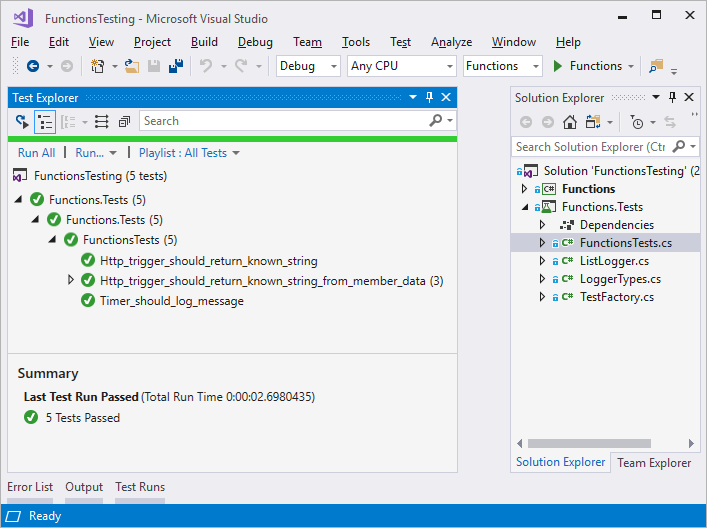 FunctionsTesting - Microsoft Visual Studio
File Edit View Project Build Debug Team Tools Test Analyze Window Help
Debug Any CPU Functions Functions
Test Explorer
Search
Run All Run... Playlist : All Tests
FunctionsTesting (5 tests)
Functions.Tests (5)
Functions.Tests (5)
FunctionsTests (5)
Http_trigger_should_return_known_string
Http_trigger_should_return_known_string_from_member_data (3)
Timer_should_log_message
Summary
Last Test Run Passed (Total Run Time 0:00:02.6980435)
5 Tests Passed
Solution Explorer
Search Solution Explorer (Ctr
Solution 'FunctionsTesting' (2
C# Functions
Functions.Tests
Dependencies
C# FunctionsTests.cs
C# ListLogger.cs
C# LoggerTypes.cs
C# TestFactory.cs
Solution Explorer Team Explorer
Error List Output Test Runs
Ready